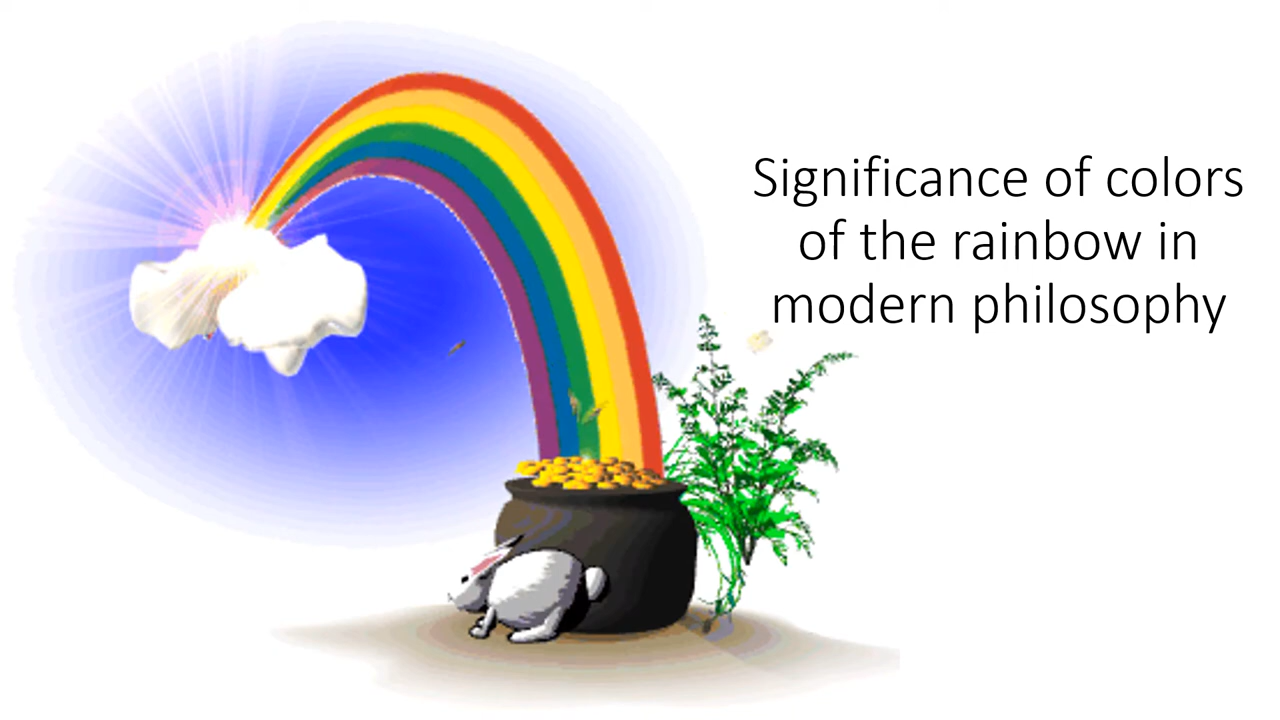 Significance of colors
of the rainbow in
modern philosophy